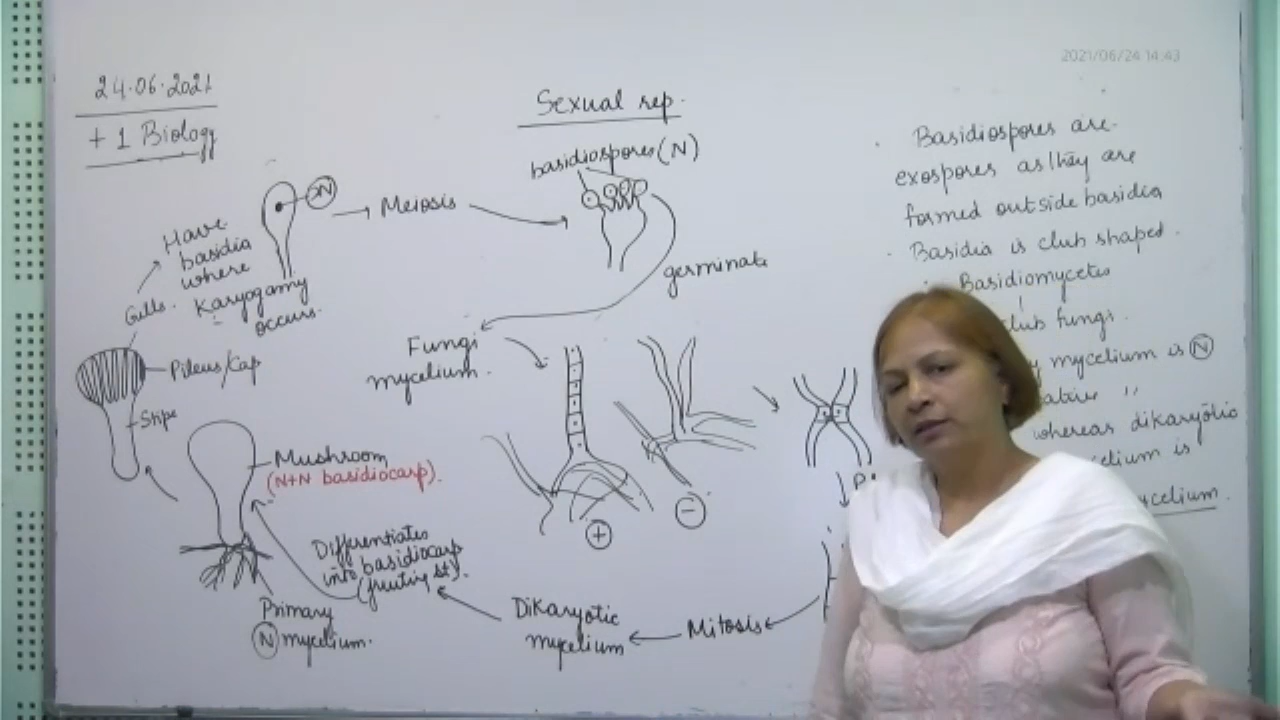 2021/06/24 14:43
24.06.2021
+ 1 Biology
Sexual rep.
basidiospores (N)
2N
Meiosis
germinate
Have
basidia
where
Karyogamy
occurs.
Gills.
Pileus/Cap
Stipe
Fungi
mycelium.
+
-
Mushroom
(N+N basidiocarp).
Differentiates
into basidiocarp
(fruiting st).
Primary
N mycelium.
Dikaryotic
mycelium
Mitosis
Basidiospores are
exospores as they are
formed outside basidia
Basidia is club shaped.
Basidiomycetes
club fungi.
mycelium is N
"
whereas dikaryotic
is
mycelium.